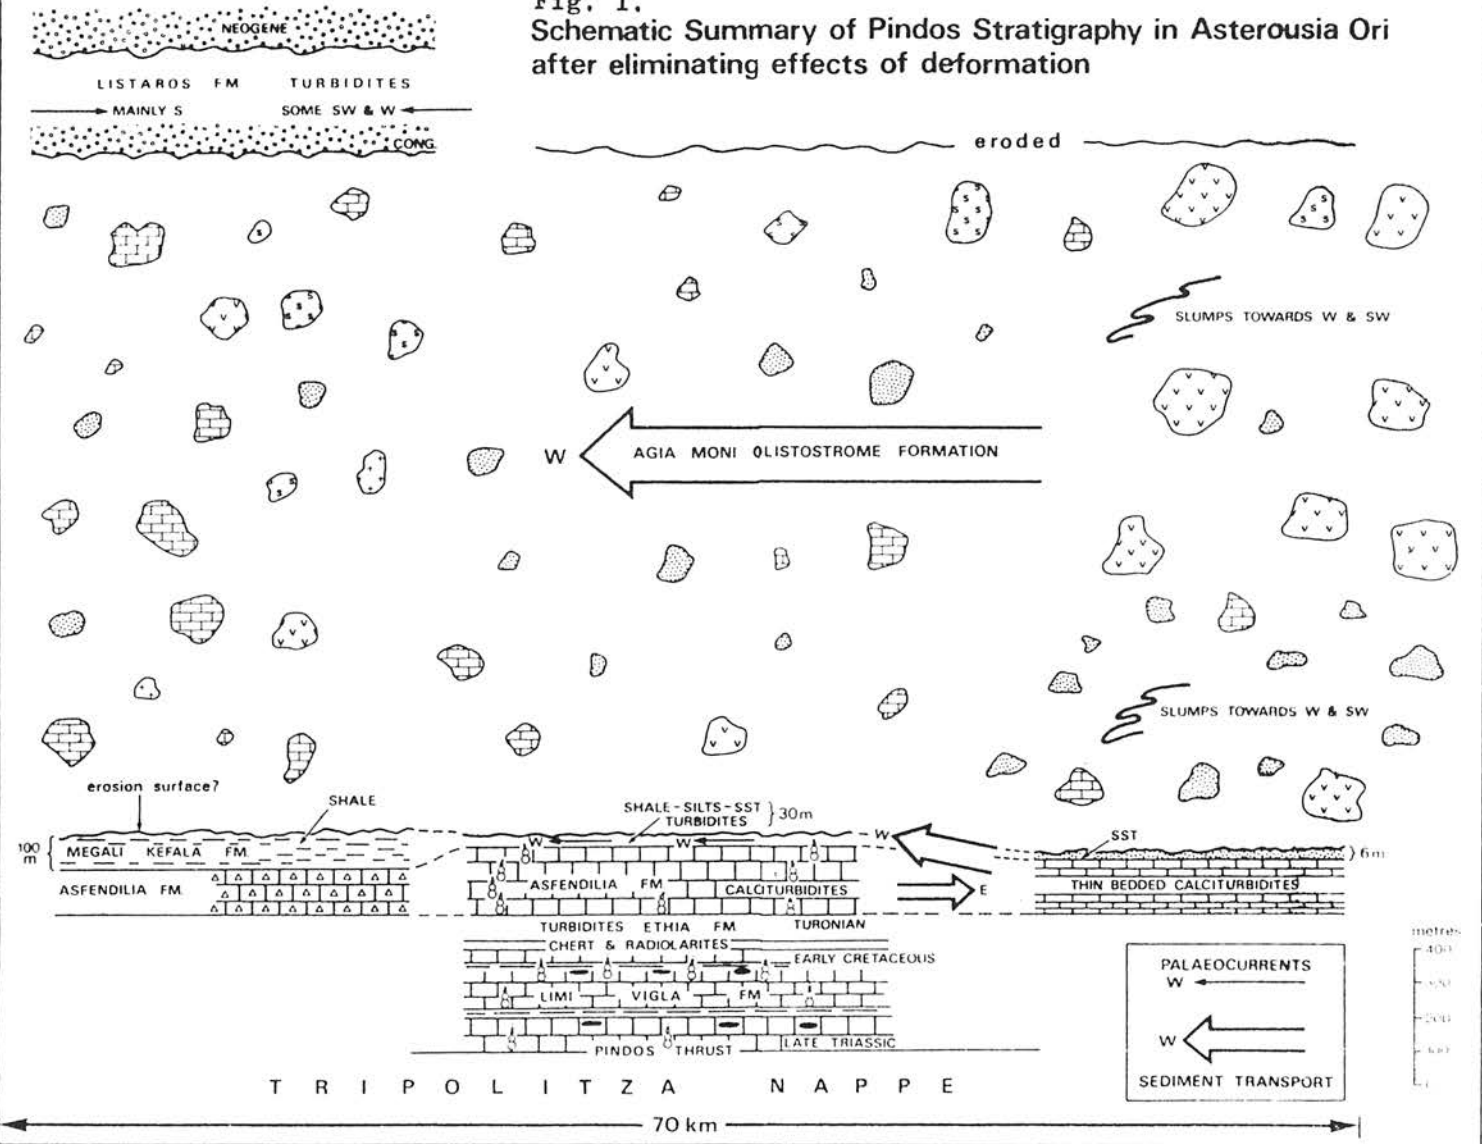 Fig. 1.
Schematic Summary of Pindos Stratigraphy in Asterousia Ori
after eliminating effects of deformation
NEOGENE
LISTAROS FM TURBIDITES
MAINLY S SOME SW & W
CONG.
eroded
SLUMPS TOWARDS W & SW
W AGIA MONI OLISTOSTROME FORMATION
SLUMPS TOWARDS W & SW
erosion surface?
SHALE
SHALE-SILTS-SST } 30m
TURBIDITES
W W W
SST
100 m
MEGALI KEFALA FM.
} 6m
ASFENDILIA FM.
ASFENDILIA FM
CALCITURBIDITES
E
THIN BEDDED CALCITURBIDITES
TURBIDITES ETHIA FM. TURONIAN
CHERT & RADIOLARITES
EARLY CRETACEOUS
LIMI VIGLA FM
LATE TRIASSIC
PINDOS THRUST
TRIPOLITZA NAPPE
PALAEOCURRENTS
W
W
SEDIMENT TRANSPORT
metres
400
70 km